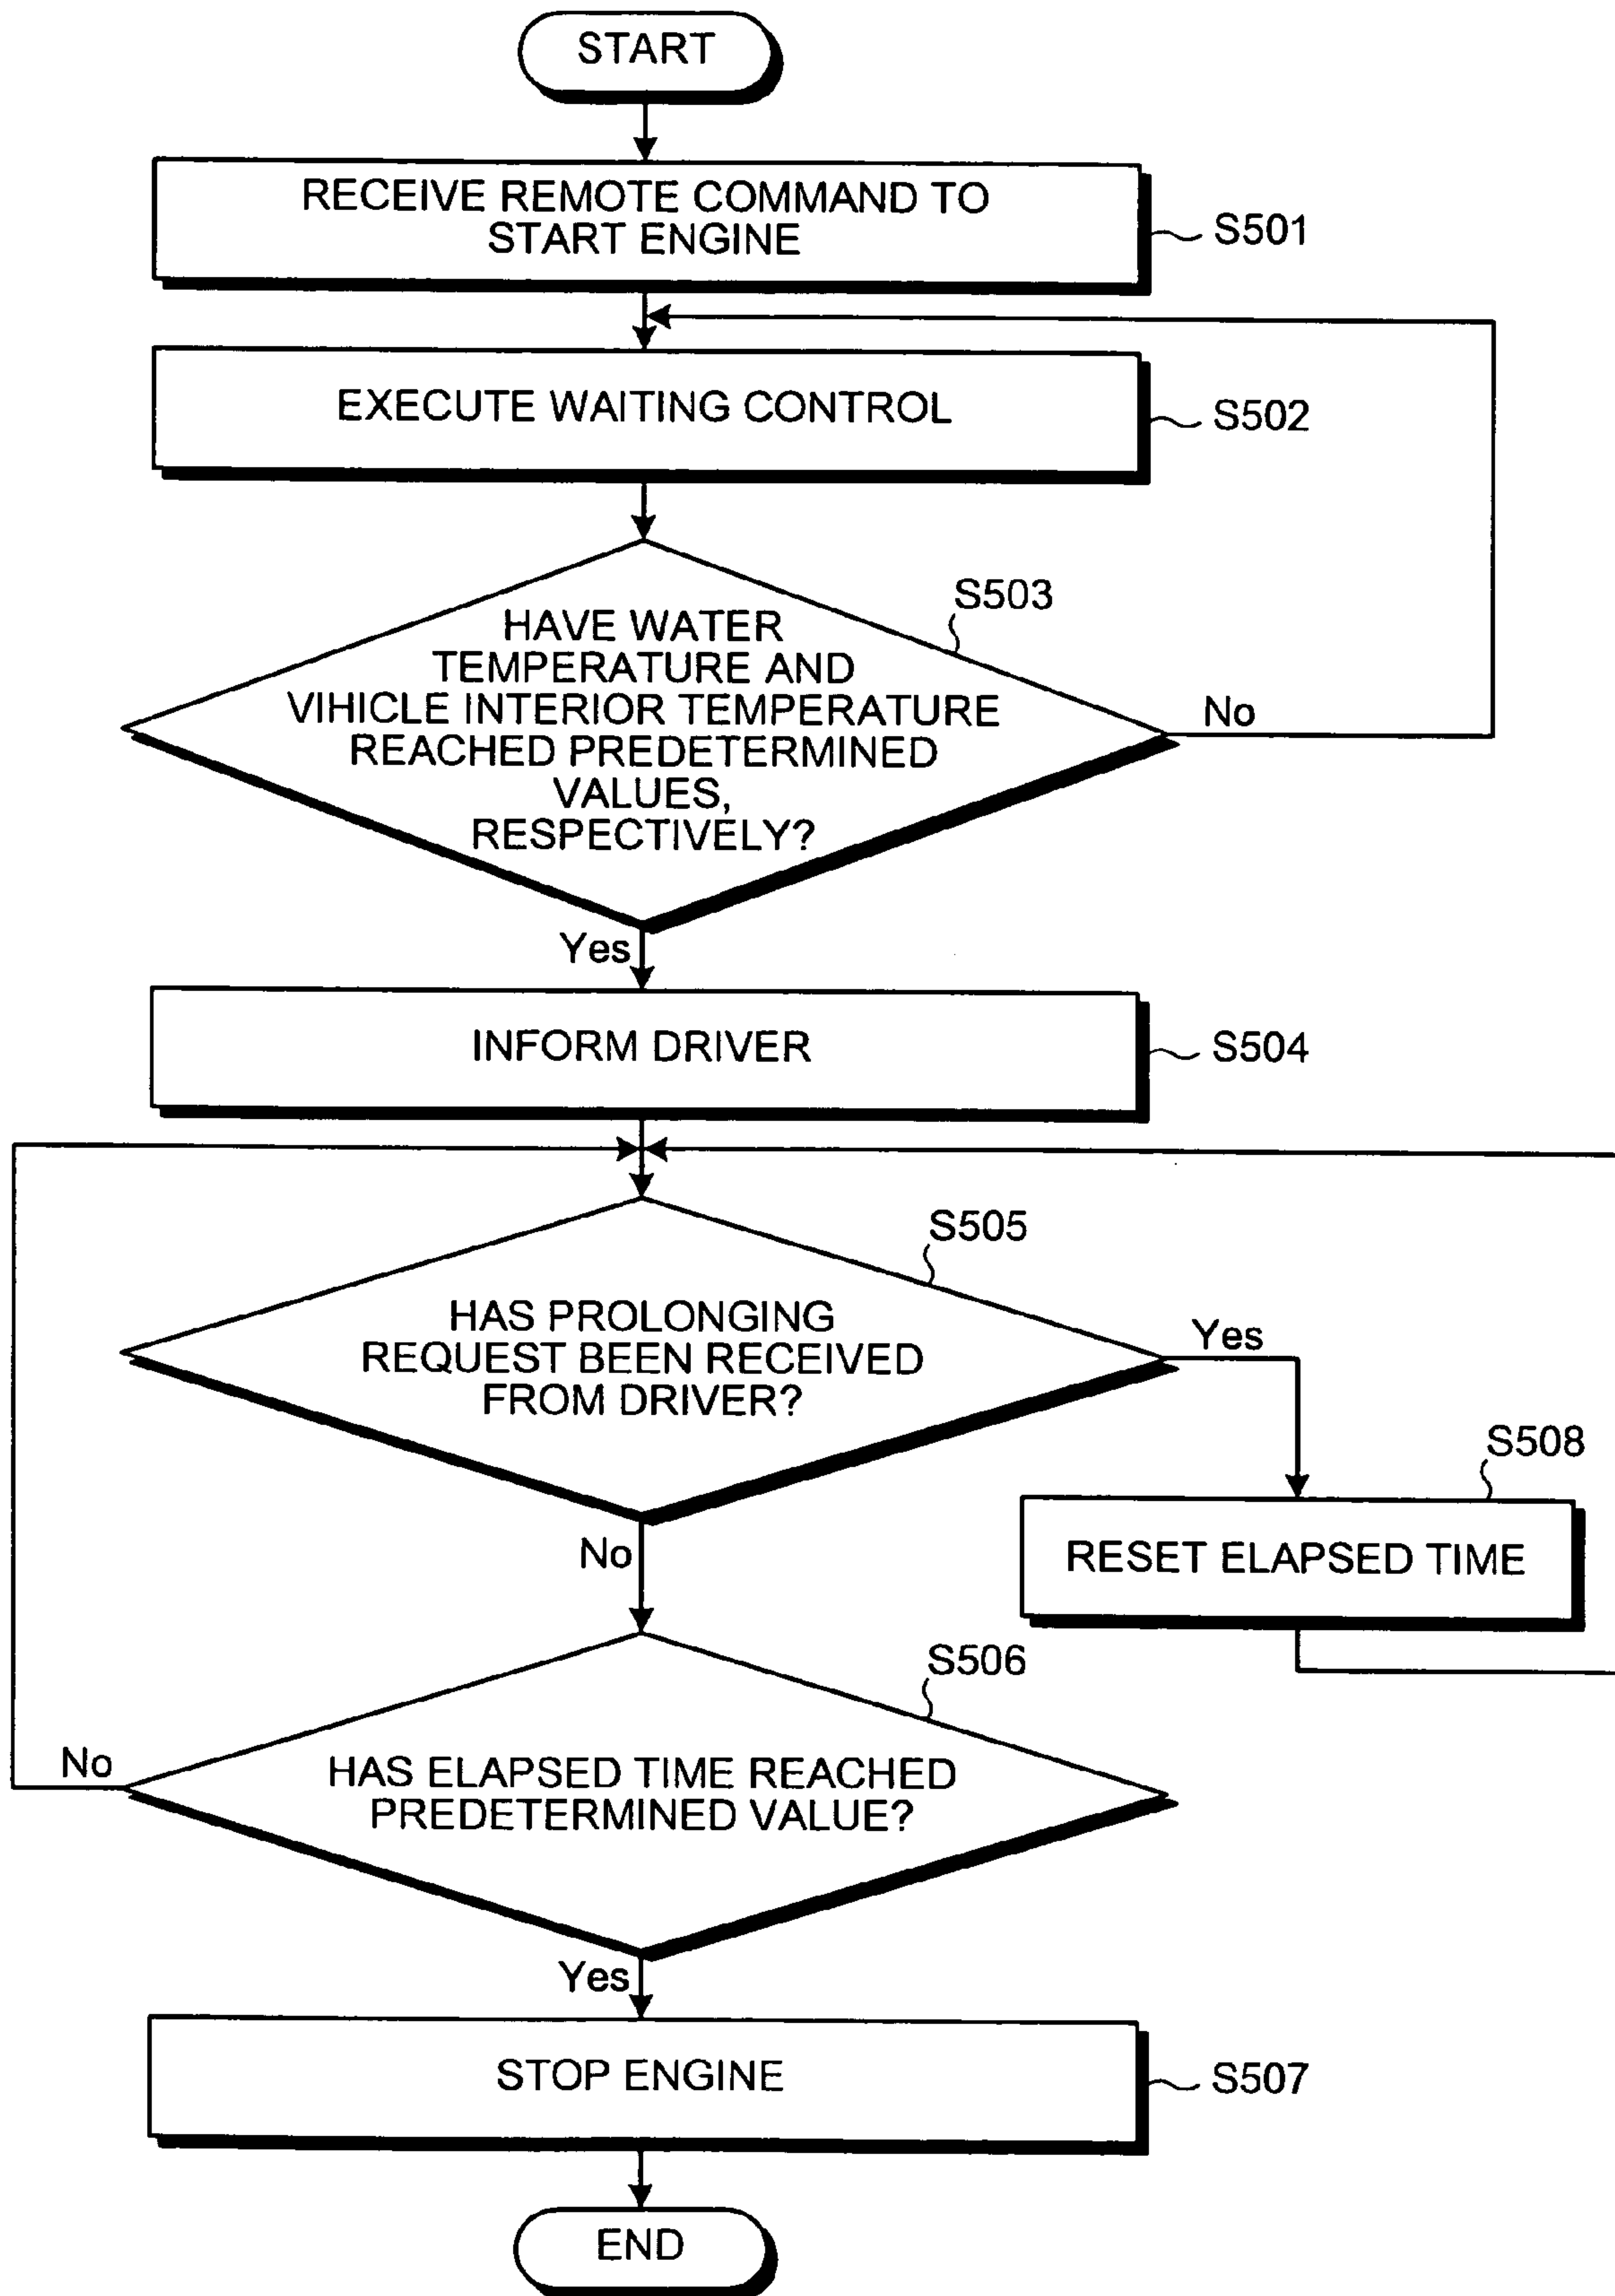 START
RECEIVE REMOTE COMMAND TO
START ENGINE
S501
EXECUTE WAITING CONTROL
S502
S503
HAVE WATER
TEMPERATURE AND
VIHICLE INTERIOR TEMPERATURE
REACHED PREDETERMINED
VALUES,
RESPECTIVELY?
No
Yes
INFORM DRIVER
S504
S505
HAS PROLONGING
REQUEST BEEN RECEIVED
FROM DRIVER?
Yes
No
S508
RESET ELAPSED TIME
S506
HAS ELAPSED TIME REACHED
PREDETERMINED VALUE?
No
Yes
STOP ENGINE
S507
END